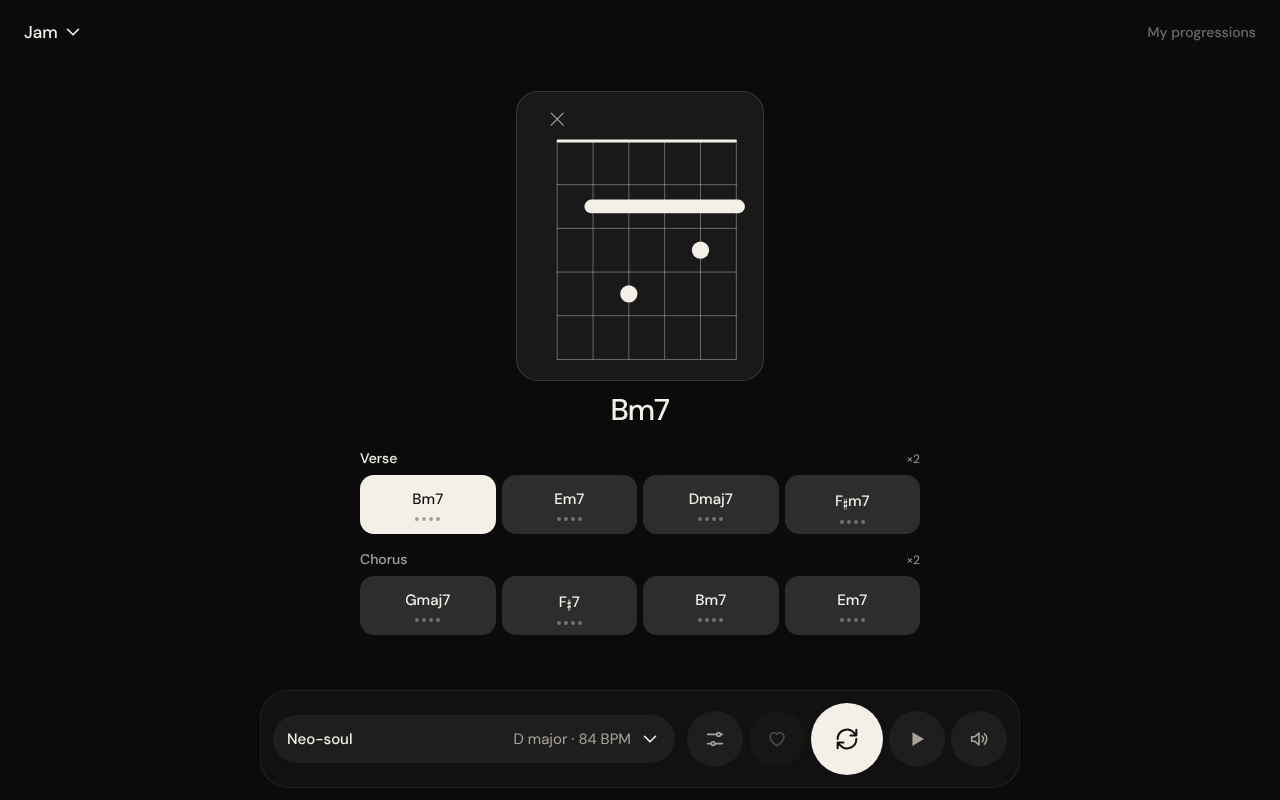 Jam
My progressions
Bm7
Verse ×2
Bm7 Em7 Dmaj7 F♯m7
Chorus ×2
Gmaj7 F♯7 Bm7 Em7
Neo-soul D major · 84 BPM